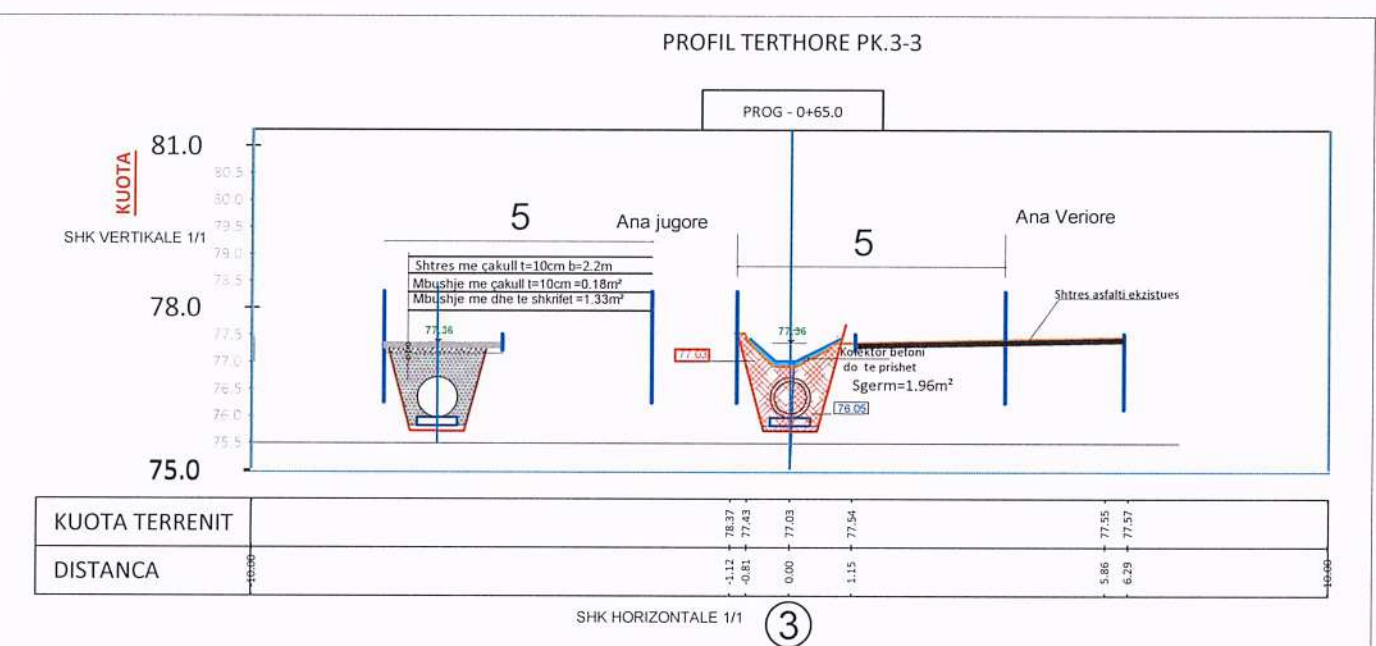 PROFIL TERTHORE PK.3-3
PROG - 0+65.0
KUOTA
SHK VERTIKALE 1/1
81.0
80.5
80.0
79.5
79.0
78.5
78.0
77.5
77.0
76.5
76.0
75.5
75.0
5
Ana jugore
Shtres me çakull t=10cm b=2.2m
Mbushje me çakull t=10cm =0.18m²
Mbushje me dhe te shkrifet =1.33m²
77.36
5
Ana Veriore
Shtres asfalti ekzistues
77.36
77.03
Kolektor betoni
do te prishet
Sgerm=1.96m²
76.05
KUOTA TERRENIT
78.37
77.43
77.03
77.54
77.55
77.57
DISTANCA
-10.00
-1.12
-0.81
0.00
1.15
5.86
6.29
10.00
SHK HORIZONTALE 1/1
3